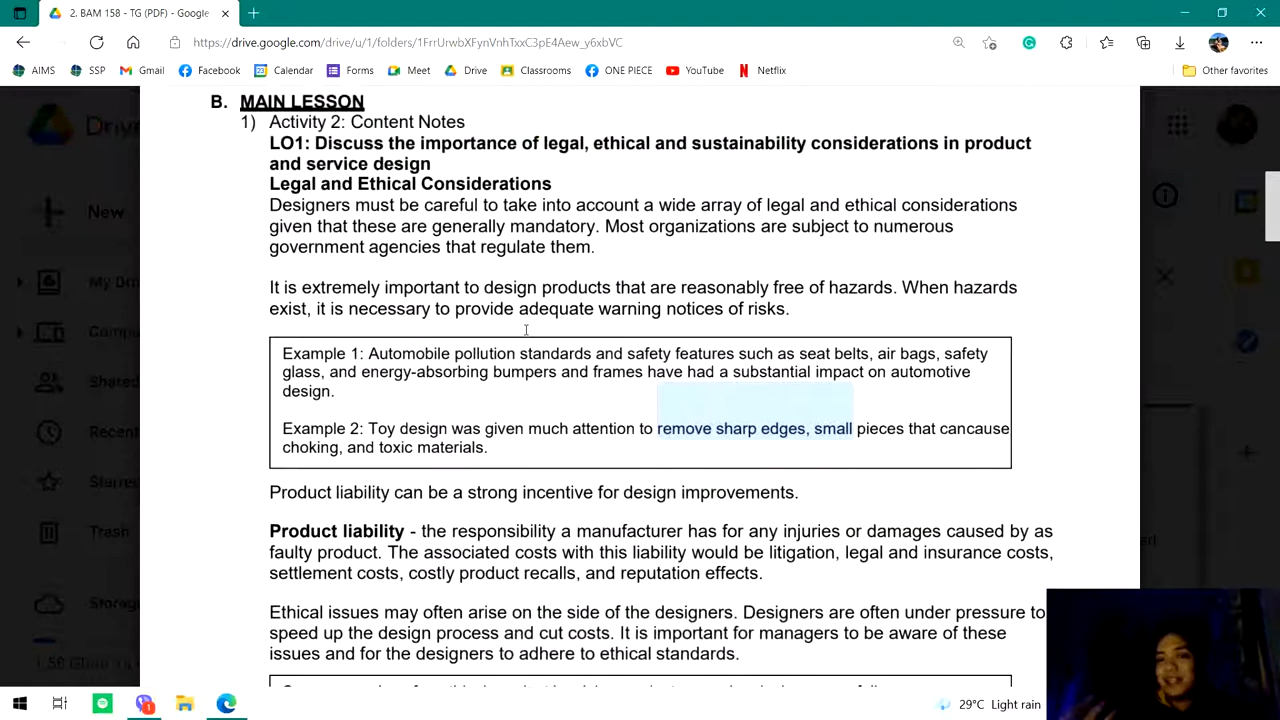 2. BAM 158 - TG (PDF) - Google
https://drive.google.com/drive/u/1/folders/1FrrUrwbXFynVnhTxxC3pE4Aew_y6xbVC
AIMS
SSP
Gmail
Facebook
Calendar
Forms
Meet
Drive
Classrooms
ONE PIECE
YouTube
Netflix
Other favorites
New
Recen
Trash
B. MAIN LESSON
1) Activity 2: Content Notes
LO1: Discuss the importance of legal, ethical and sustainability considerations in product
and service design
Legal and Ethical Considerations
Designers must be careful to take into account a wide array of legal and ethical considerations
given that these are generally mandatory. Most organizations are subject to numerous
government agencies that regulate them.
It is extremely important to design products that are reasonably free of hazards. When hazards
exist, it is necessary to provide adequate warning notices of risks.
Example 1: Automobile pollution standards and safety features such as seat belts, air bags, safety
glass, and energy-absorbing bumpers and frames have had a substantial impact on automotive
design.
Example 2: Toy design was given much attention to remove sharp edges, small pieces that cancause
choking, and toxic materials.
Product liability can be a strong incentive for design improvements.
Product liability - the responsibility a manufacturer has for any injuries or damages caused by as
faulty product. The associated costs with this liability would be litigation, legal and insurance costs,
settlement costs, costly product recalls, and reputation effects.
Ethical issues may often arise on the side of the designers. Designers are often under pressure to
speed up the design process and cut costs. It is important for managers to be aware of these
issues and for the designers to adhere to ethical standards.
29°C Light rain